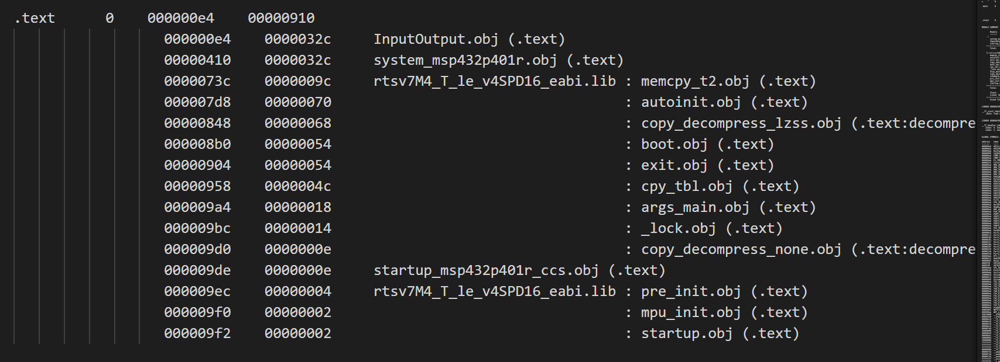 .text 0 000000e4 00000910
000000e4 0000032c InputOutput.obj (.text)
00000410 0000032c system_msp432p401r.obj (.text)
0000073c 0000009c rtsv7M4_T_le_v4SPD16_eabi.lib : memcpy_t2.obj (.text)
000007d8 00000070 : autoinit.obj (.text)
00000848 00000068 : copy_decompress_lzss.obj (.text:decompre
000008b0 00000054 : boot.obj (.text)
00000904 00000054 : exit.obj (.text)
00000958 0000004c : cpy_tbl.obj (.text)
000009a4 00000018 : args_main.obj (.text)
000009bc 00000014 : _lock.obj (.text)
000009d0 0000000e : copy_decompress_none.obj (.text:decompre
000009de 0000000e startup_msp432p401r_ccs.obj (.text)
000009ec 00000004 rtsv7M4_T_le_v4SPD16_eabi.lib : pre_init.obj (.text)
000009f0 00000002 : mpu_init.obj (.text)
000009f2 00000002 : startup.obj (.text)